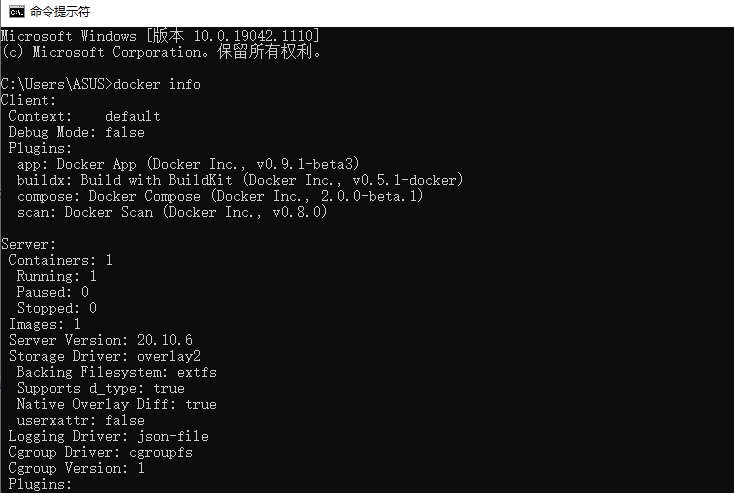 命令提示符
Microsoft Windows [版本 10.0.19042.1110]
(c) Microsoft Corporation。保留所有权利。
C:\Users\ASUS>docker info
Client:
 Context:    default
 Debug Mode: false
 Plugins:
  app: Docker App (Docker Inc., v0.9.1-beta3)
  buildx: Build with BuildKit (Docker Inc., v0.5.1-docker)
  compose: Docker Compose (Docker Inc., 2.0.0-beta.1)
  scan: Docker Scan (Docker Inc., v0.8.0)
Server:
 Containers: 1
  Running: 1
  Paused: 0
  Stopped: 0
 Images: 1
 Server Version: 20.10.6
 Storage Driver: overlay2
  Backing Filesystem: extfs
  Supports d_type: true
  Native Overlay Diff: true
  userxattr: false
 Logging Driver: json-file
 Cgroup Driver: cgroupfs
 Cgroup Version: 1
 Plugins: